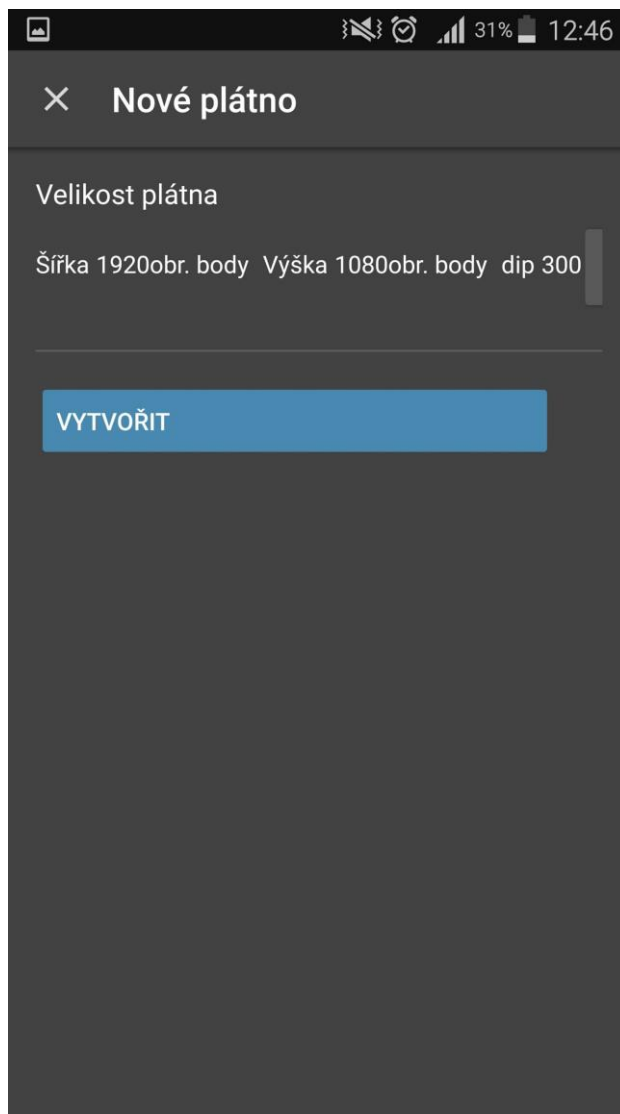 31% 12:46
Nové plátno
Velikost plátna
Šířka 1920obr. body Výška 1080obr. body dip 300
VYTVOŘIT